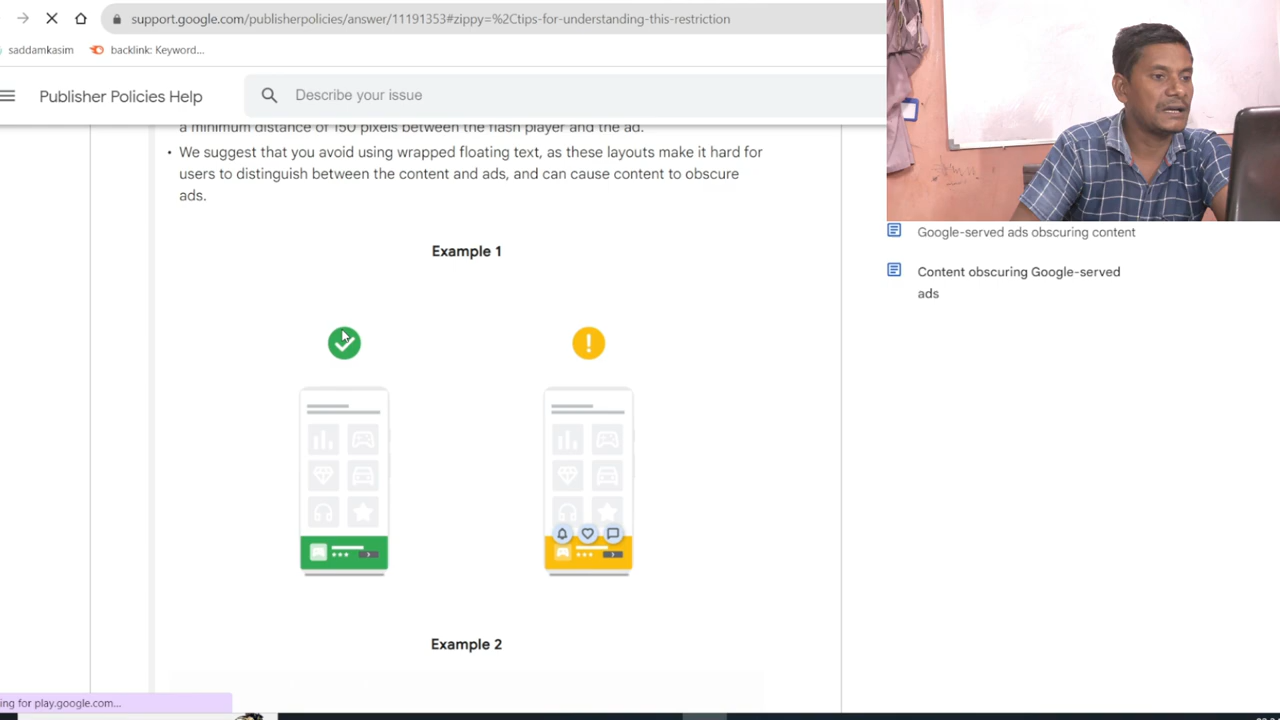 support.google.com/publisherpolicies/answer/11191353#zippy=%2Ctips-for-understanding-this-restriction
saddamkasim
backlink: Keyword...
Publisher Policies Help
Describe your issue
a minimum distance of 150 pixels between the flash player and the ad.
• We suggest that you avoid using wrapped floating text, as these layouts make it hard for
users to distinguish between the content and ads, and can cause content to obscure
ads.
Google-served ads obscuring content
Content obscuring Google-served
ads
Example 1
Example 2
ing for play.google.com...